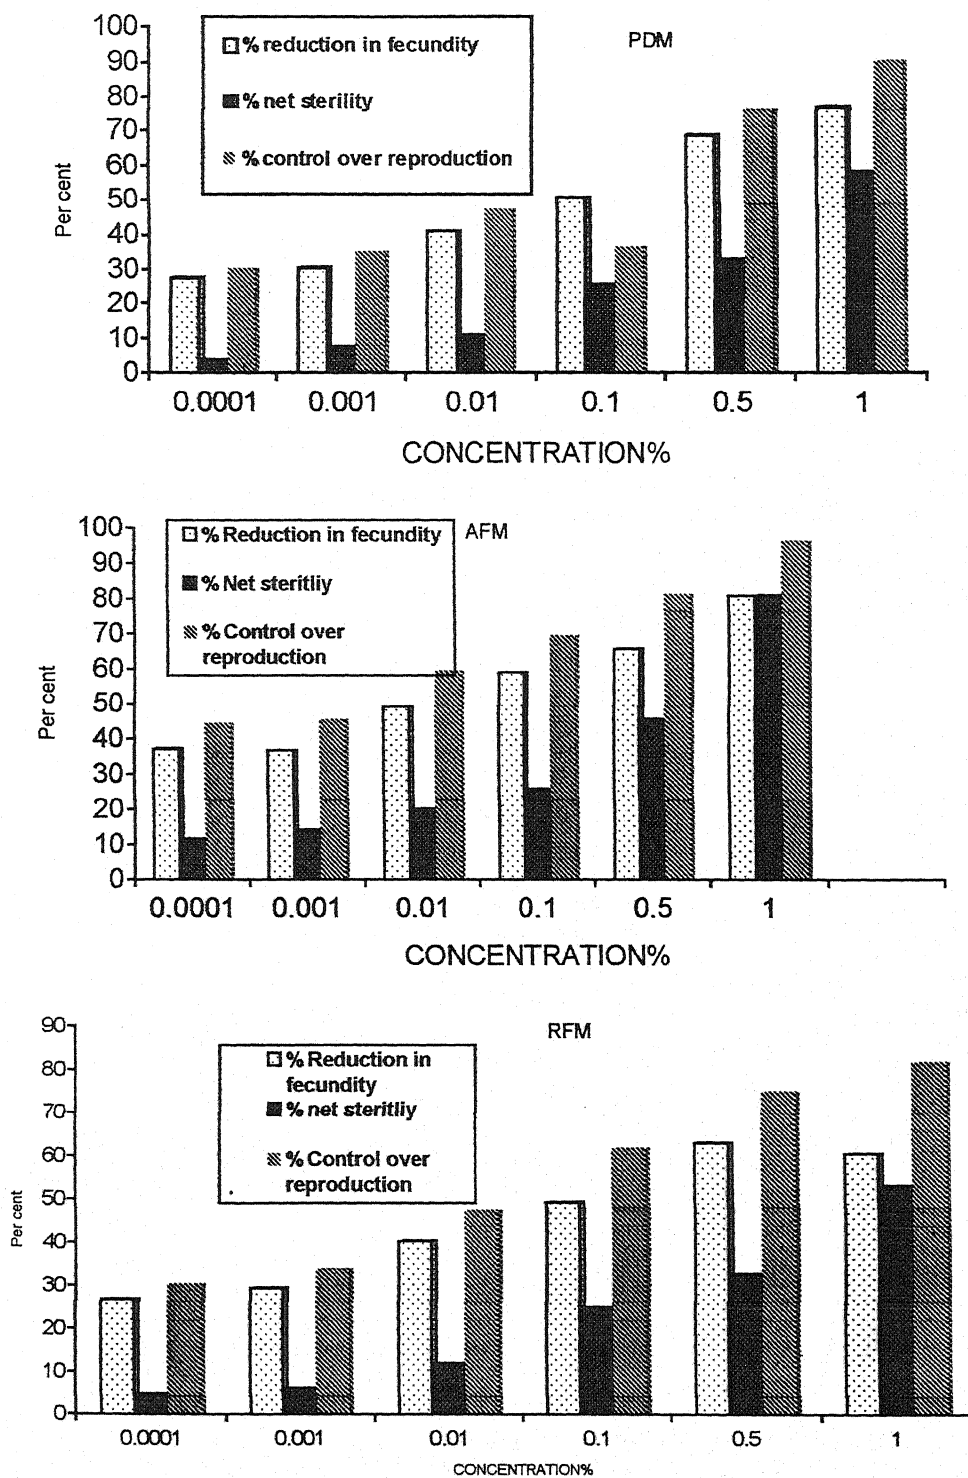 PDM
% reduction in fecundity
% net sterility
% control over reproduction
100
90
80
70
60
50
40
30
20
10
0
Per cent
0.0001 0.001 0.01 0.1 0.5 1
CONCENTRATION%
AFM
% Reduction in fecundity
% Net steritliy
% Control over
reproduction
100
90
80
70
60
50
40
30
20
10
0
Per cent
0.0001 0.001 0.01 0.1 0.5 1
CONCENTRATION%
RFM
% Reduction in
fecundity
% net steritliy
% Control over
reproduction
90
80
70
60
50
40
30
20
10
0
Per cent
0.0001 0.001 0.01 0.1 0.5 1
CONCENTRATION%